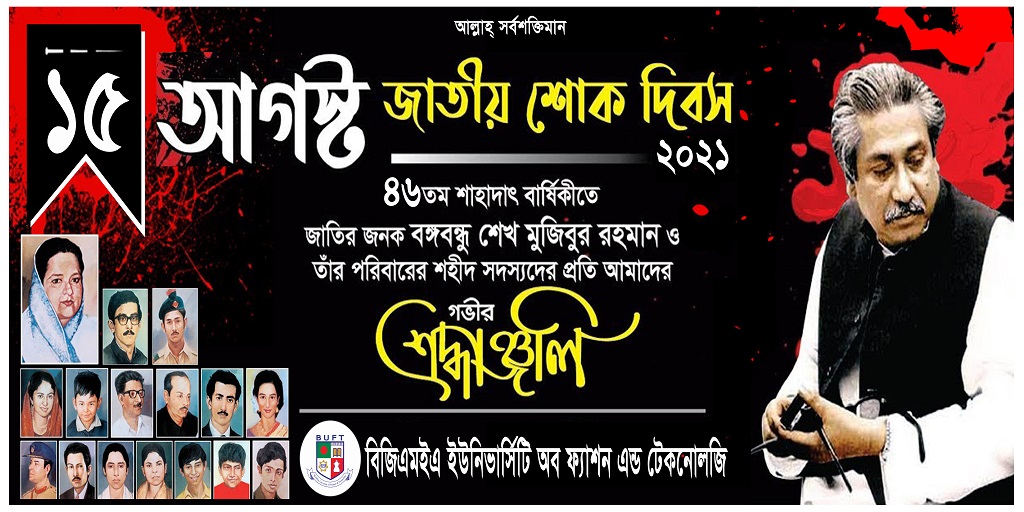 আল্লাহ্ সর্বশক্তিমান
১৫ আগস্ট জাতীয় শোক দিবস
২০২১
৪৬তম শাহাদাৎ বার্ষিকীতে
জাতির জনক বঙ্গবন্ধু শেখ মুজিবুর রহমান ও
তাঁর পরিবারের শহীদ সদস্যদের প্রতি আমাদের
গভীর
শ্রদ্ধাঞ্জলি
BUFT
বিজিএমইএ ইউনিভার্সিটি অব ফ্যাশন এন্ড টেকনোলজি